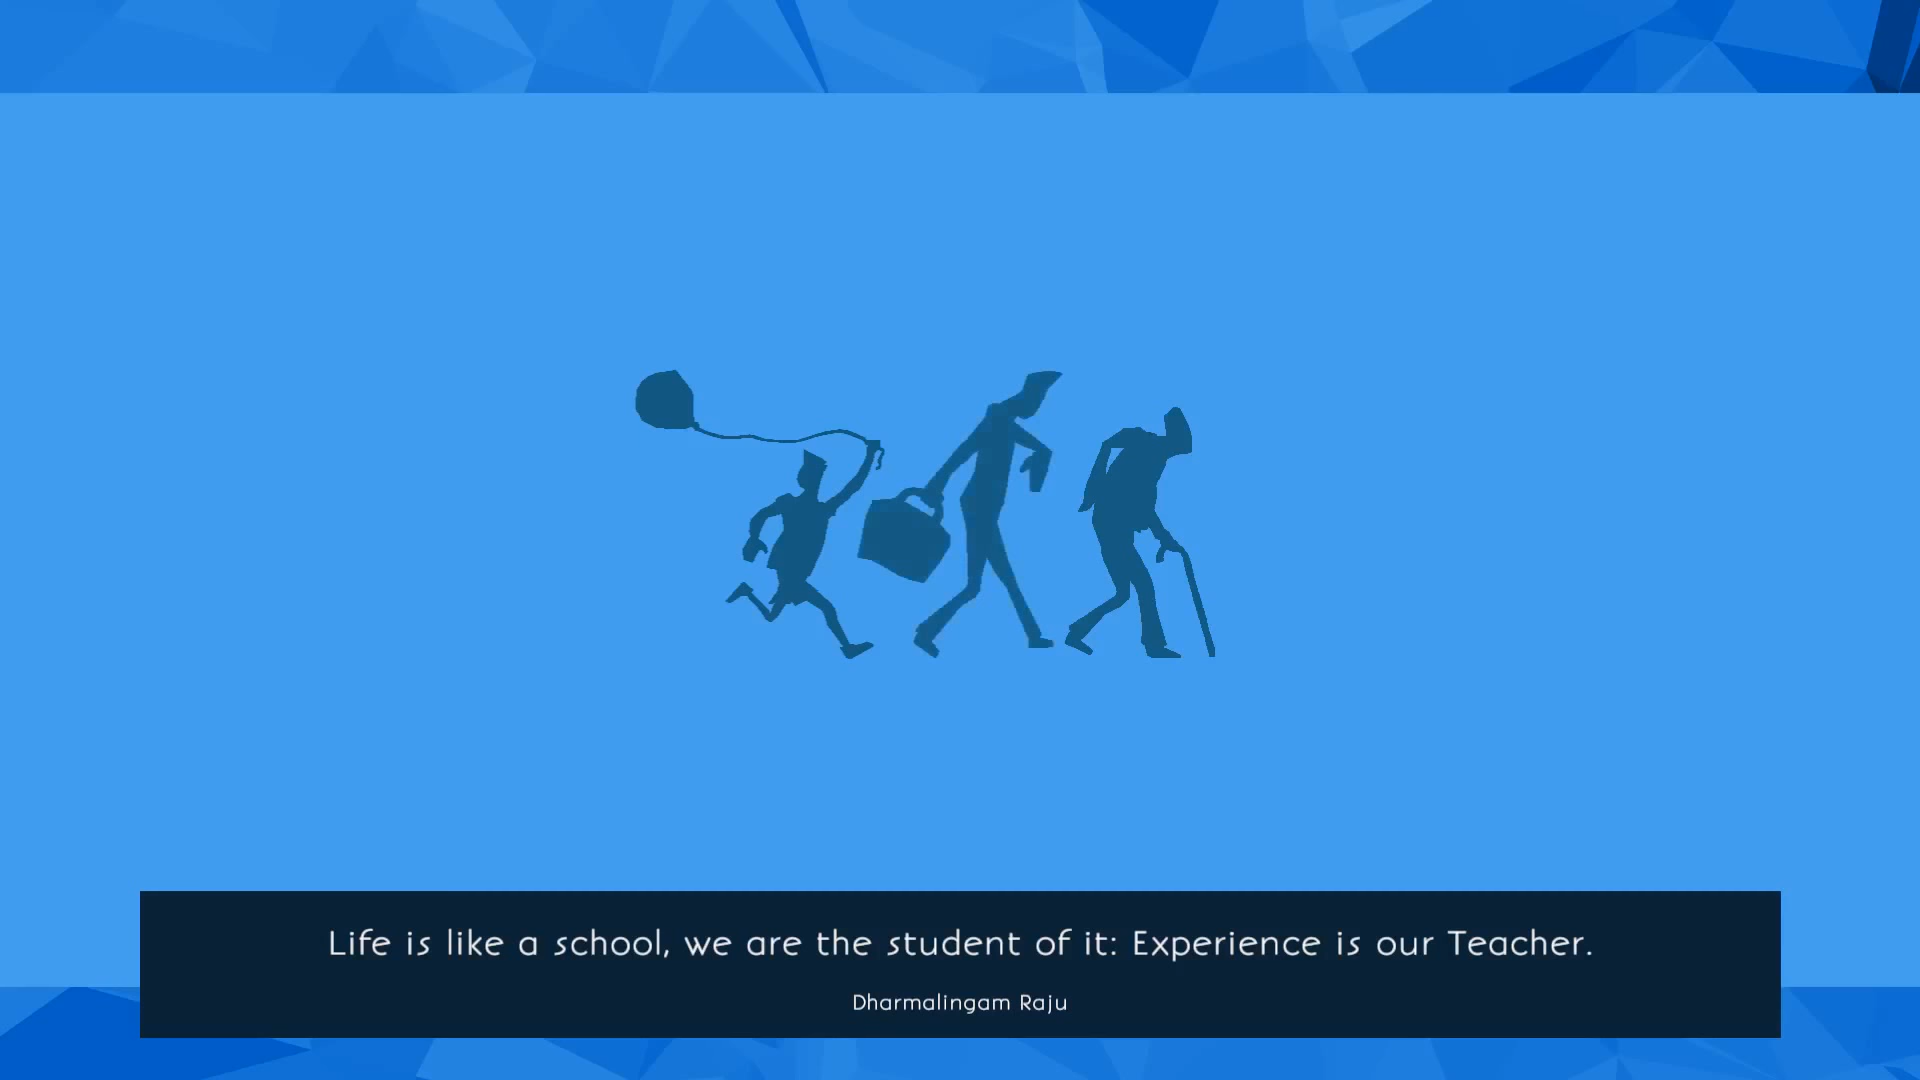 Life is like a school, we are the student of it: Experience is our Teacher.
Dharmalingam Raju